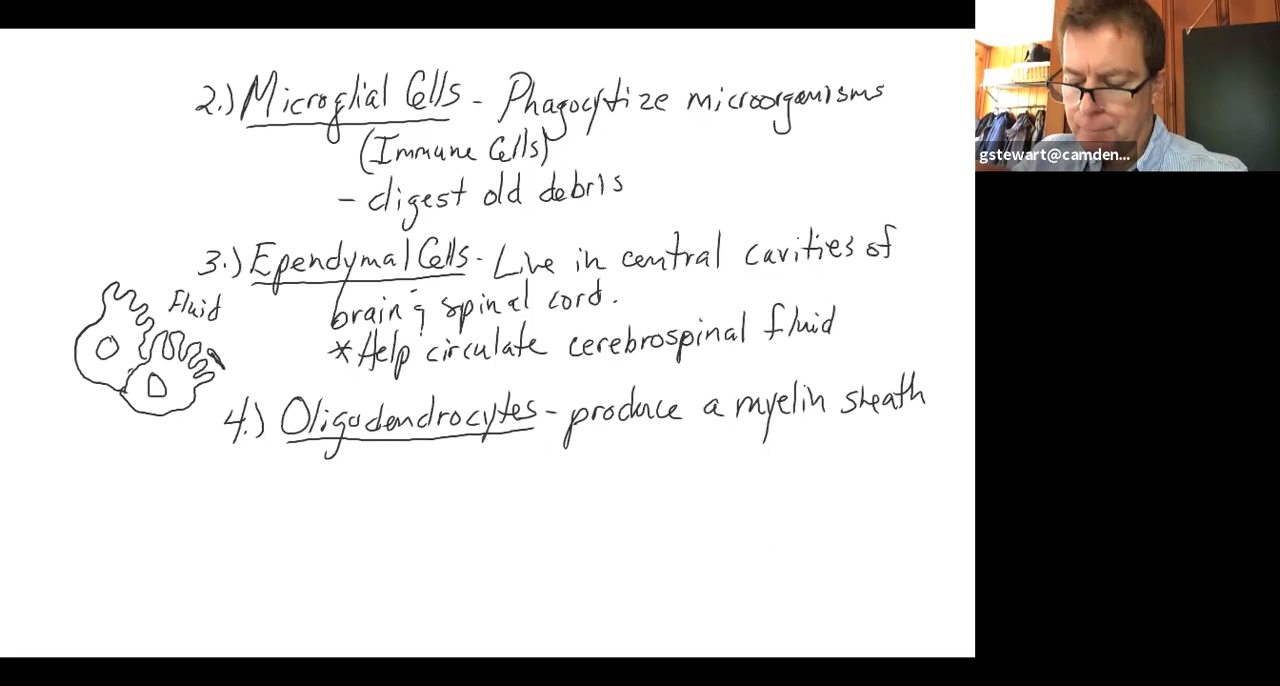 2.) Microglial Cells - Phagocytize microorganisms
(Immune Cells)
- digest old debris
3.) Ependymal Cells - Live in central cavities of
brain & spinal cord.
* Help circulate cerebrospinal fluid
Fluid
4.) Oligodendrocytes - produce a myelin sheath
gstewart@camden...